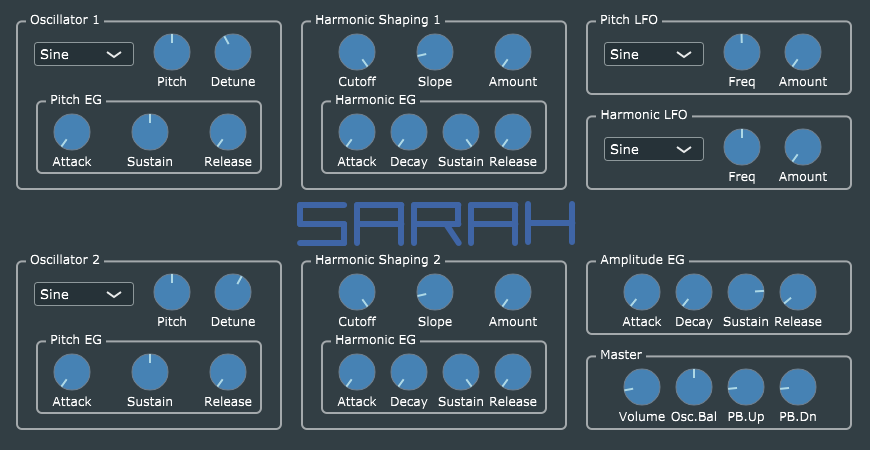 Oscillator 1
Sine
Pitch Detune
Pitch EG
Attack Sustain Release
Harmonic Shaping 1
Cutoff Slope Amount
Harmonic EG
Attack Decay Sustain Release
Pitch LFO
Sine
Freq Amount
Harmonic LFO
Sine
Freq Amount
SARAH
Oscillator 2
Sine
Pitch Detune
Pitch EG
Attack Sustain Release
Harmonic Shaping 2
Cutoff Slope Amount
Harmonic EG
Attack Decay Sustain Release
Amplitude EG
Attack Decay Sustain Release
Master
Volume Osc.Bal PB.Up PB.Dn